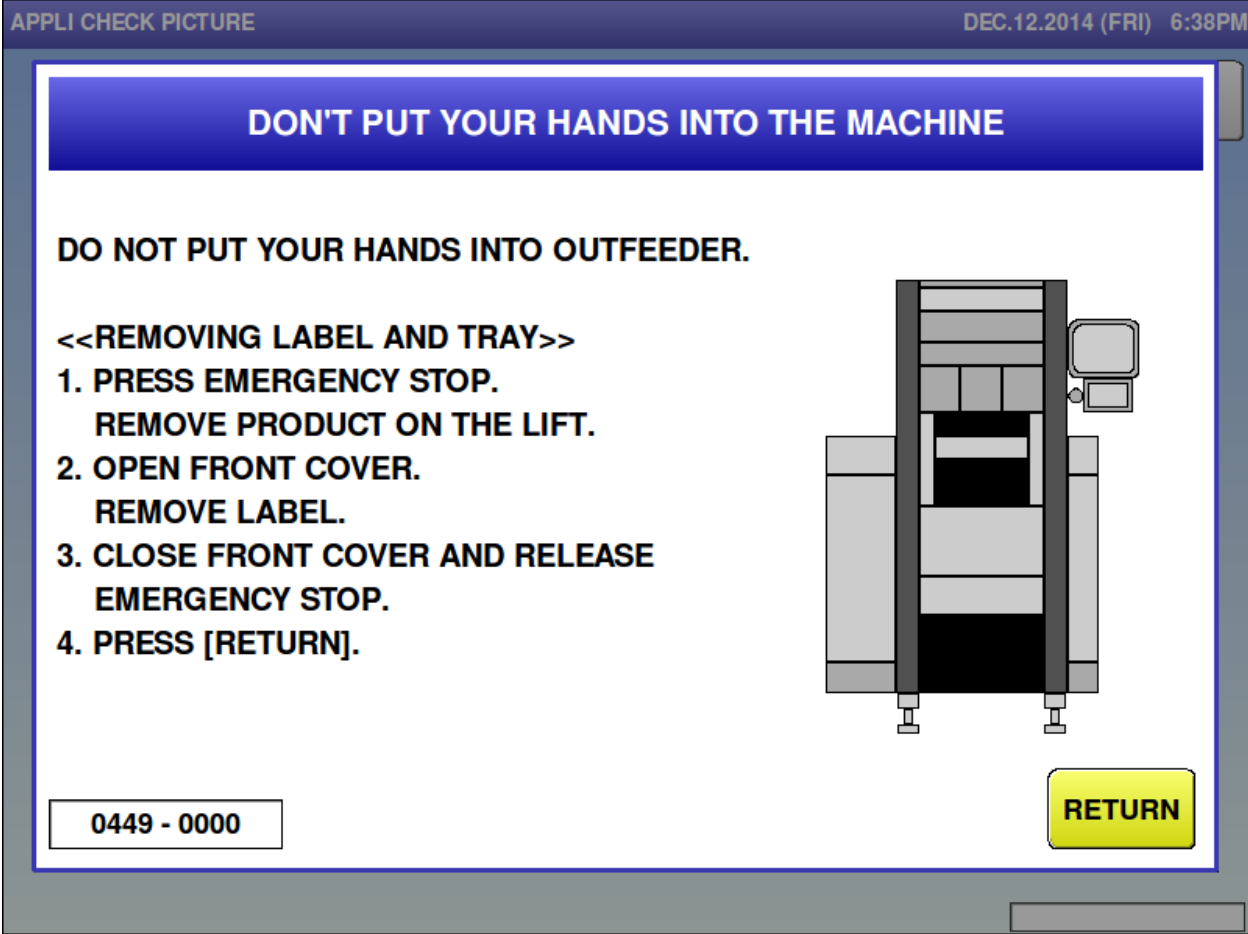 APPLI CHECK PICTURE
DEC.12.2014 (FRI) 6:38PM
DON'T PUT YOUR HANDS INTO THE MACHINE
DO NOT PUT YOUR HANDS INTO OUTFEEDER.
<<REMOVING LABEL AND TRAY>>
1. PRESS EMERGENCY STOP.
REMOVE PRODUCT ON THE LIFT.
2. OPEN FRONT COVER.
REMOVE LABEL.
3. CLOSE FRONT COVER AND RELEASE
EMERGENCY STOP.
4. PRESS [RETURN].
0449 - 0000
RETURN